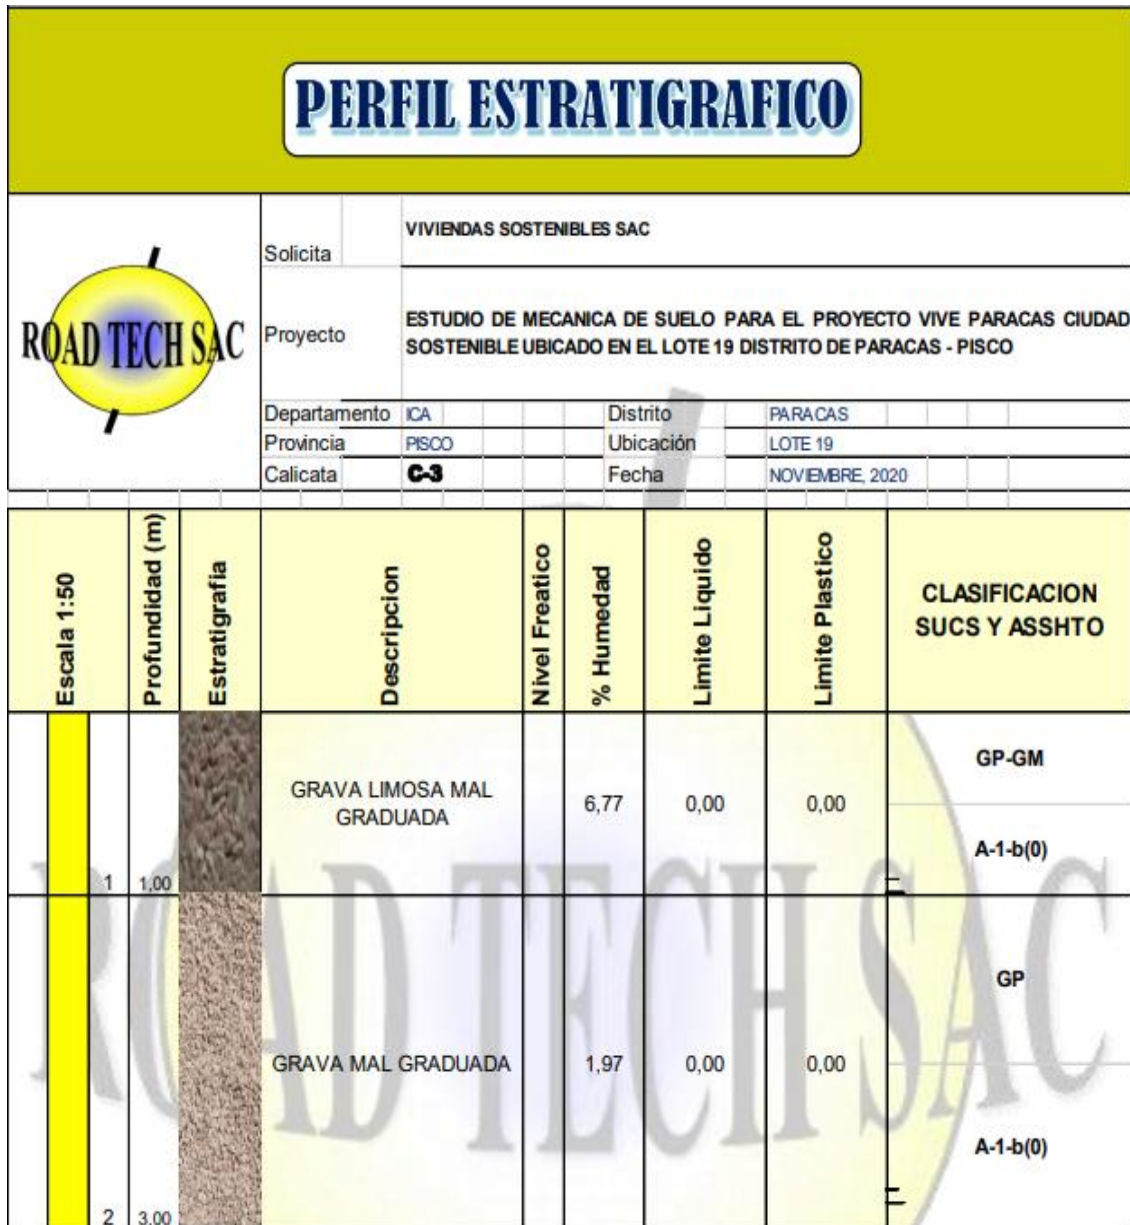 PERFIL ESTRATIGRAFICO
ROAD TECH SAC
Solicita VIVIENDAS SOSTENIBLES SAC
Proyecto ESTUDIO DE MECANICA DE SUELO PARA EL PROYECTO VIVE PARACAS CIUDAD
SOSTENIBLE UBICADO EN EL LOTE 19 DISTRITO DE PARACAS - PISCO
Departamento ICA Distrito PARACAS
Provincia PISCO Ubicación LOTE 19
Calicata C-3 Fecha NOVIEMBRE, 2020
Escala 1:50
Profundidad (m)
Estratigrafia
Descripcion
Nivel Freatico
% Humedad
Limite Liquido
Limite Plastico
CLASIFICACION
SUCS Y ASSHTO
GRAVA LIMOSA MAL
GRADUADA
6,77 0,00 0,00
GP-GM
A-1-b(0)
1 1,00
ROAD TECH SAC
GRAVA MAL GRADUADA 1,97 0,00 0,00
GP
A-1-b(0)
2 3,00